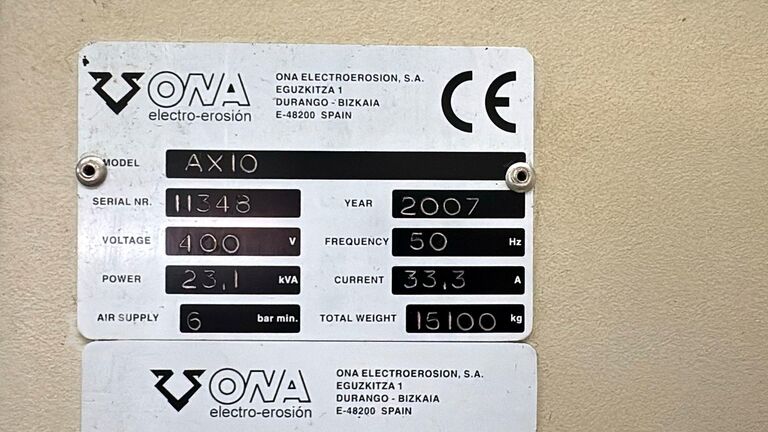 ONA
electro-erosión
ONA ELECTROEROSION, S.A.
EGUZKITZA 1
DURANGO - BIZKAIA
E-48200 SPAIN
CE
MODEL AX10
SERIAL NR. 11348 YEAR 2007
VOLTAGE 400 V FREQUENCY 50 Hz
POWER 23,1 kVA CURRENT 33,3 A
AIR SUPPLY 6 bar min. TOTAL WEIGHT 15100 kg
ONA
electro-erosión
ONA ELECTROEROSION, S.A.
EGUZKITZA 1
DURANGO - BIZKAIA
E-48200 SPAIN